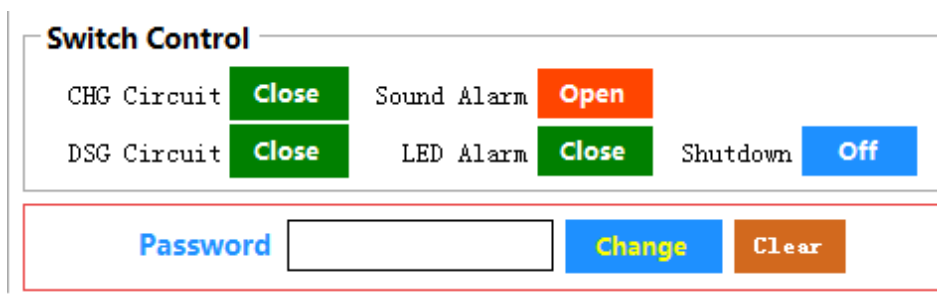 Switch Control
CHG Circuit Close Sound Alarm Open
DSG Circuit Close LED Alarm Close Shutdown Off
Password Change Clear